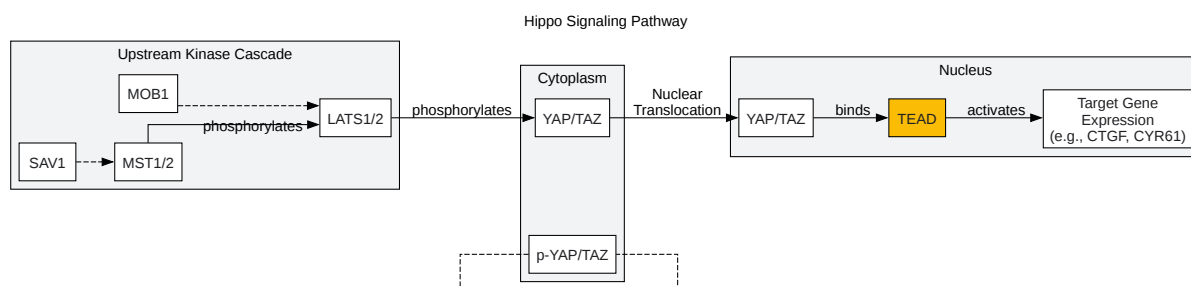 Hippo Signaling Pathway
Upstream Kinase Cascade
MOB1
LATS1/2
phosphorylates
SAV1
MST1/2
phosphorylates
Cytoplasm
YAP/TAZ
p-YAP/TAZ
Nuclear
Translocation
Nucleus
YAP/TAZ
binds
TEAD
activates
Target Gene
Expression
(e.g., CTGF, CYR61)